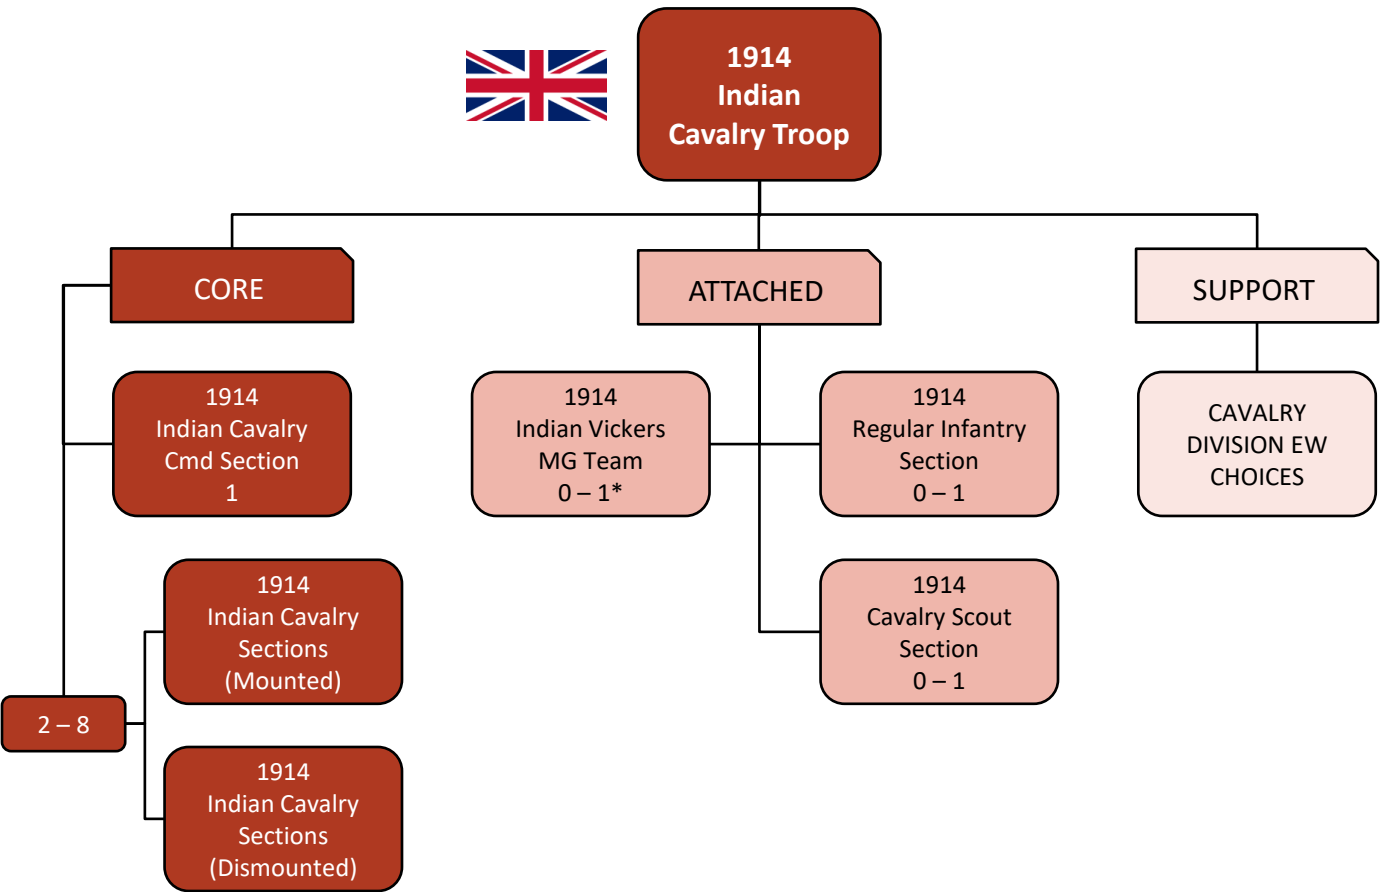 1914
Indian
Cavalry Troop
CORE
ATTACHED
SUPPORT
1914
Indian Cavalry
Cmd Section
1
1914
Indian Vickers
MG Team
0 – 1*
1914
Regular Infantry
Section
0 – 1
CAVALRY
DIVISION EW
CHOICES
1914
Indian Cavalry
Sections
(Mounted)
1914
Cavalry Scout
Section
0 – 1
2 – 8
1914
Indian Cavalry
Sections
(Dismounted)